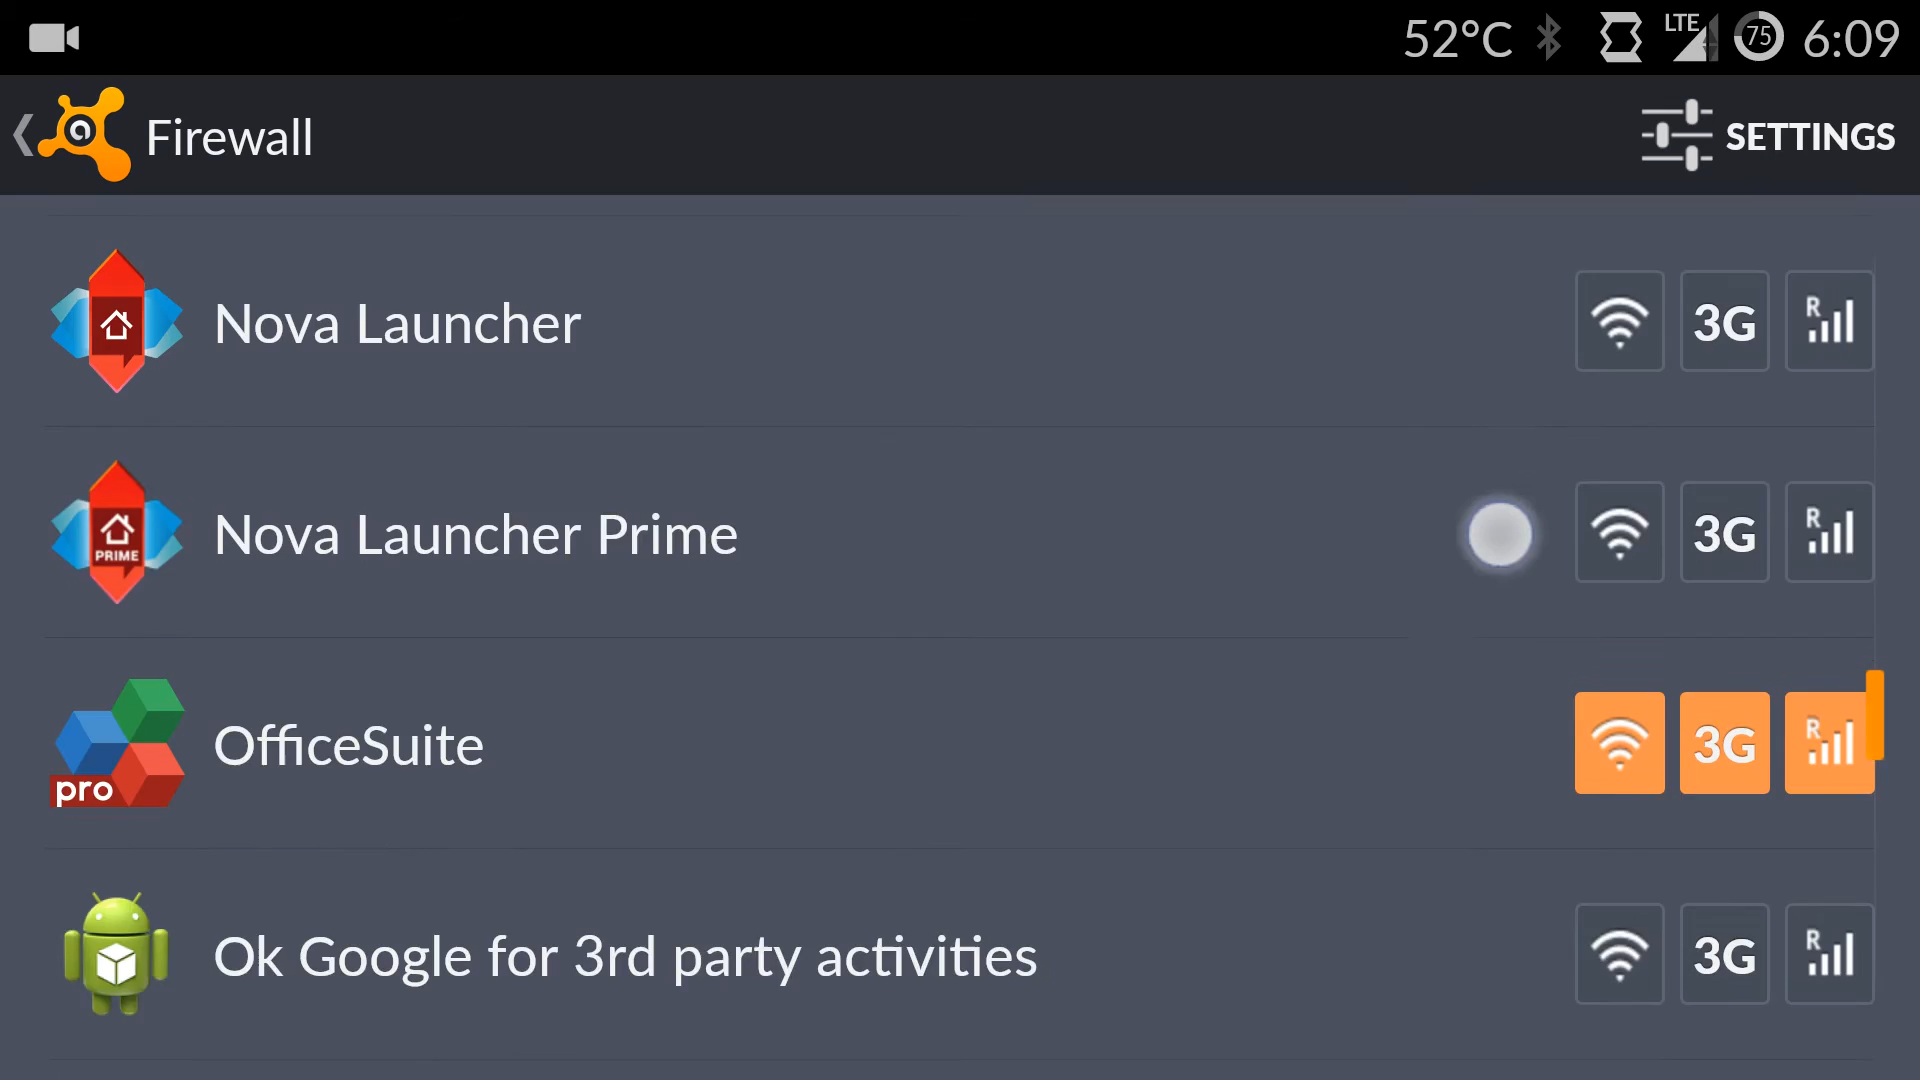 52°C LTE 75 6:09
a Firewall SETTINGS
Nova Launcher 3G R
PRIME Nova Launcher Prime 3G R
pro OfficeSuite 3G R
Ok Google for 3rd party activities 3G R